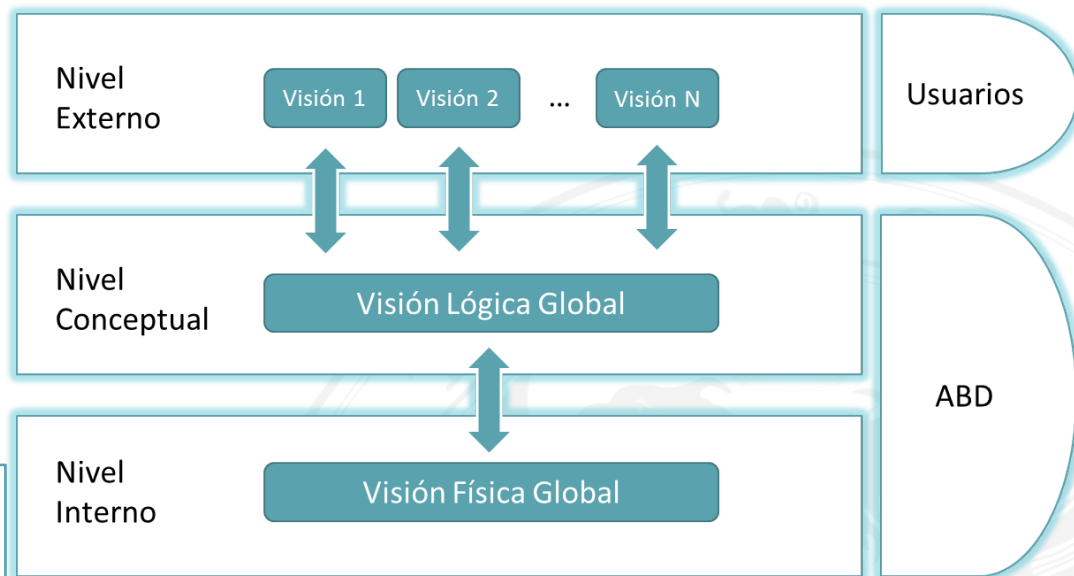 Nivel
Externo
Visión 1
Visión 2
...
Visión N
Usuarios
Nivel
Conceptual
Visión Lógica Global
ABD
Nivel
Interno
Visión Física Global